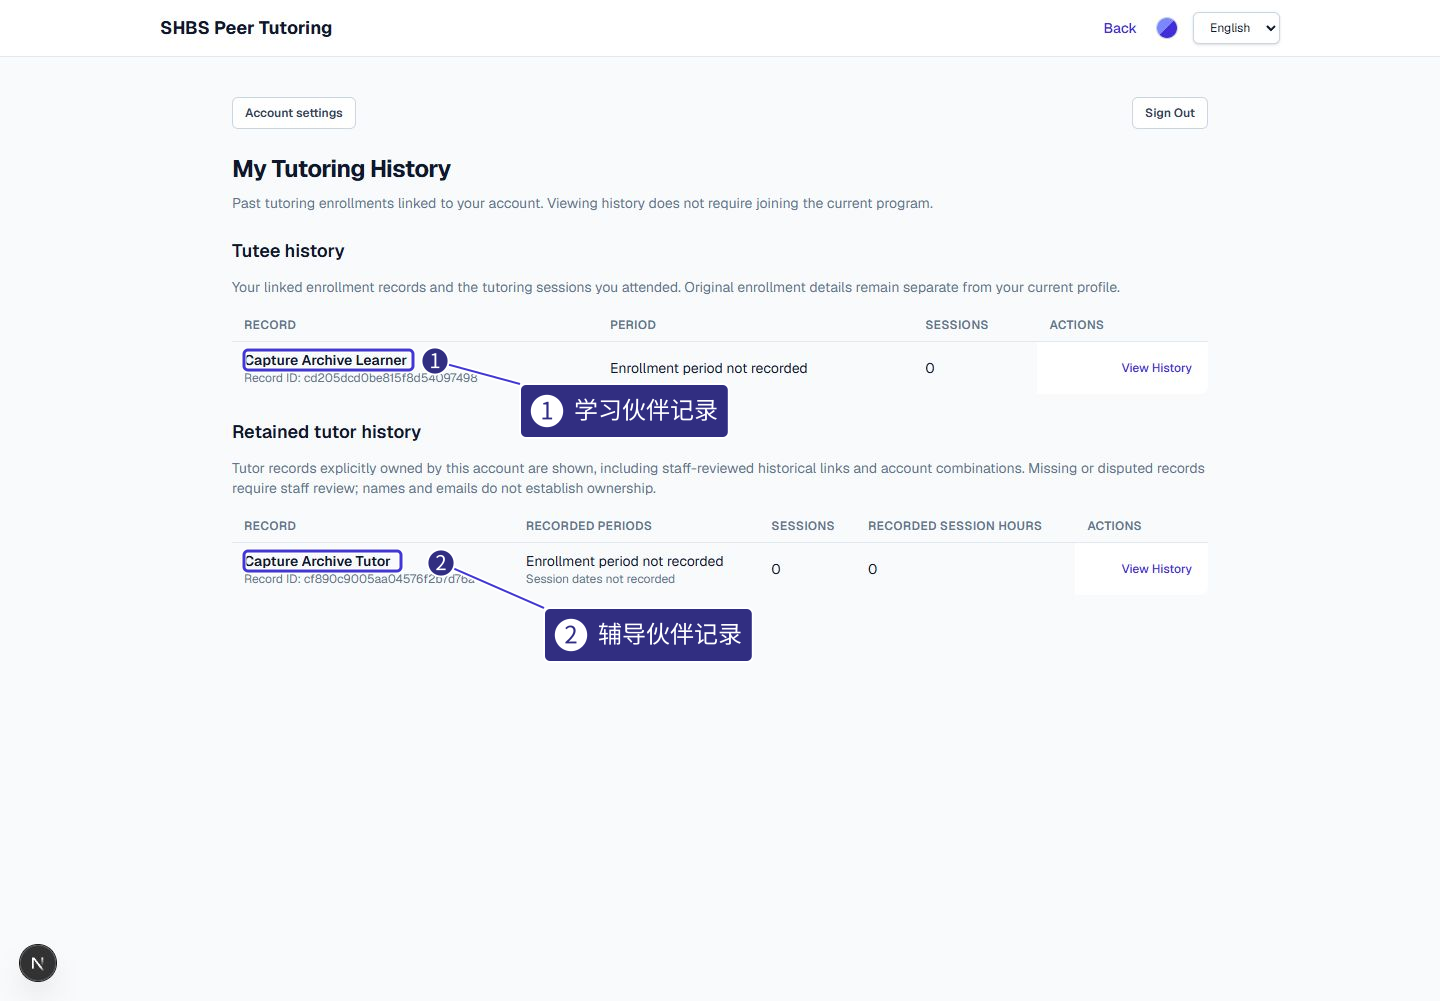 SHBS Peer Tutoring
Back
English
Account settings
Sign Out
My Tutoring History
Past tutoring enrollments linked to your account. Viewing history does not require joining the current program.
Tutee history
Your linked enrollment records and the tutoring sessions you attended. Original enrollment details remain separate from your current profile.
RECORD PERIOD SESSIONS ACTIONS
Capture Archive Learner 1
Enrollment period not recorded 0 View History
Record ID: cd205dcd0be815f8d54097498
1 学习伙伴记录
Retained tutor history
Tutor records explicitly owned by this account are shown, including staff-reviewed historical links and account combinations. Missing or disputed records
require staff review; names and emails do not establish ownership.
RECORD RECORDED PERIODS SESSIONS RECORDED SESSION HOURS ACTIONS
Capture Archive Tutor 2 Enrollment period not recorded
0 0 View History
Record ID: Session dates not recorded
2 辅导伙伴记录
N